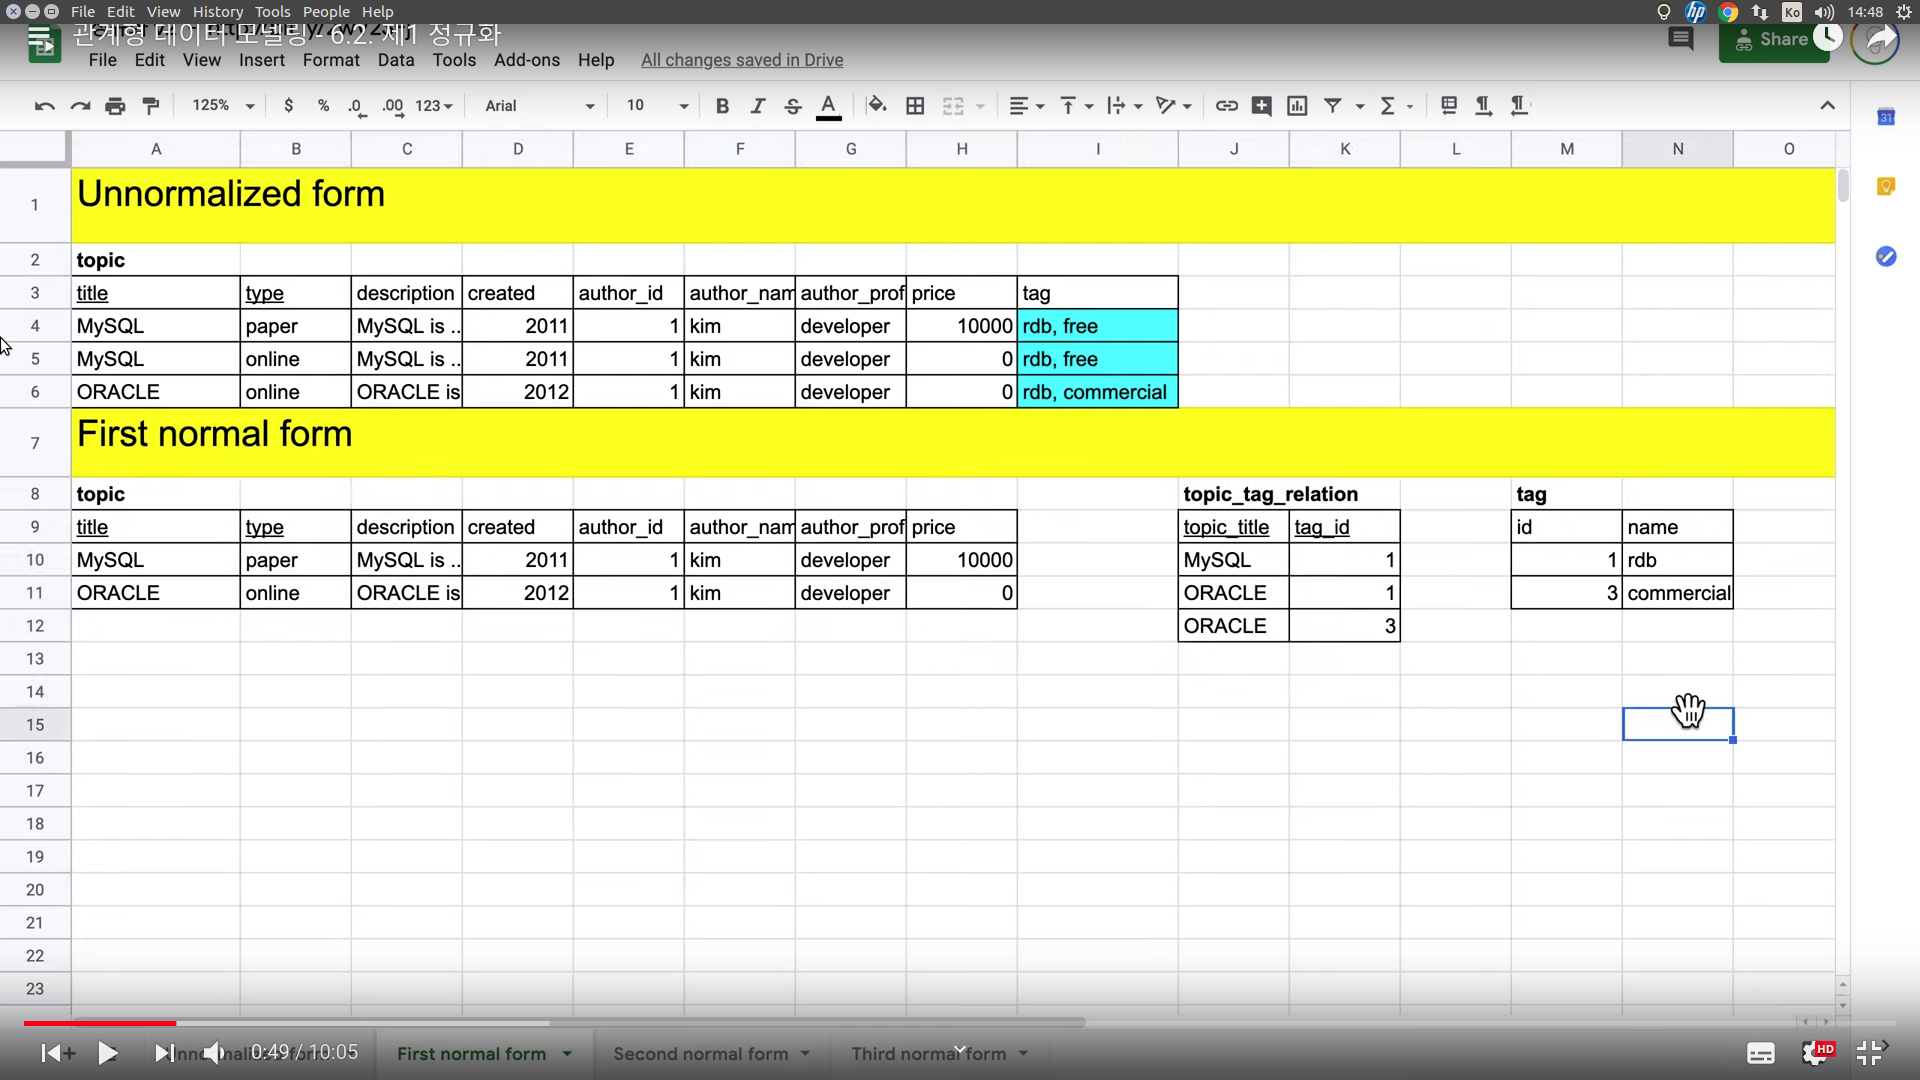 File Edit View History Tools People Help Ko 14:48
관계형 데이터 모델링 - 6.2. 제1 정규화
File Edit View Insert Format Data Tools Add-ons Help All changes saved in Drive Share
125% $ % .0 .00 123 Arial 10 B I S A Σ 31
A B C D E F G H I J K L M N O
1 Unnormalized form
2 topic
3 title type description created author_id author_nam author_prof price tag
4 MySQL paper MySQL is .. 2011 1 kim developer 10000 rdb, free
5 MySQL online MySQL is .. 2011 1 kim developer 0 rdb, free
6 ORACLE online ORACLE is 2012 1 kim developer 0 rdb, commercial
7 First normal form
8 topic topic_tag_relation tag
9 title type description created author_id author_nam author_prof price topic_title tag_id id name
10 MySQL paper MySQL is .. 2011 1 kim developer 10000 MySQL 1 1 rdb
11 ORACLE online ORACLE is 2012 1 kim developer 0 ORACLE 1 3 commercial
12 ORACLE 3
13
14
15
16
17
18
19
20
21
22
23
0:49 / 10:05 First normal form Second normal form Third normal form HD